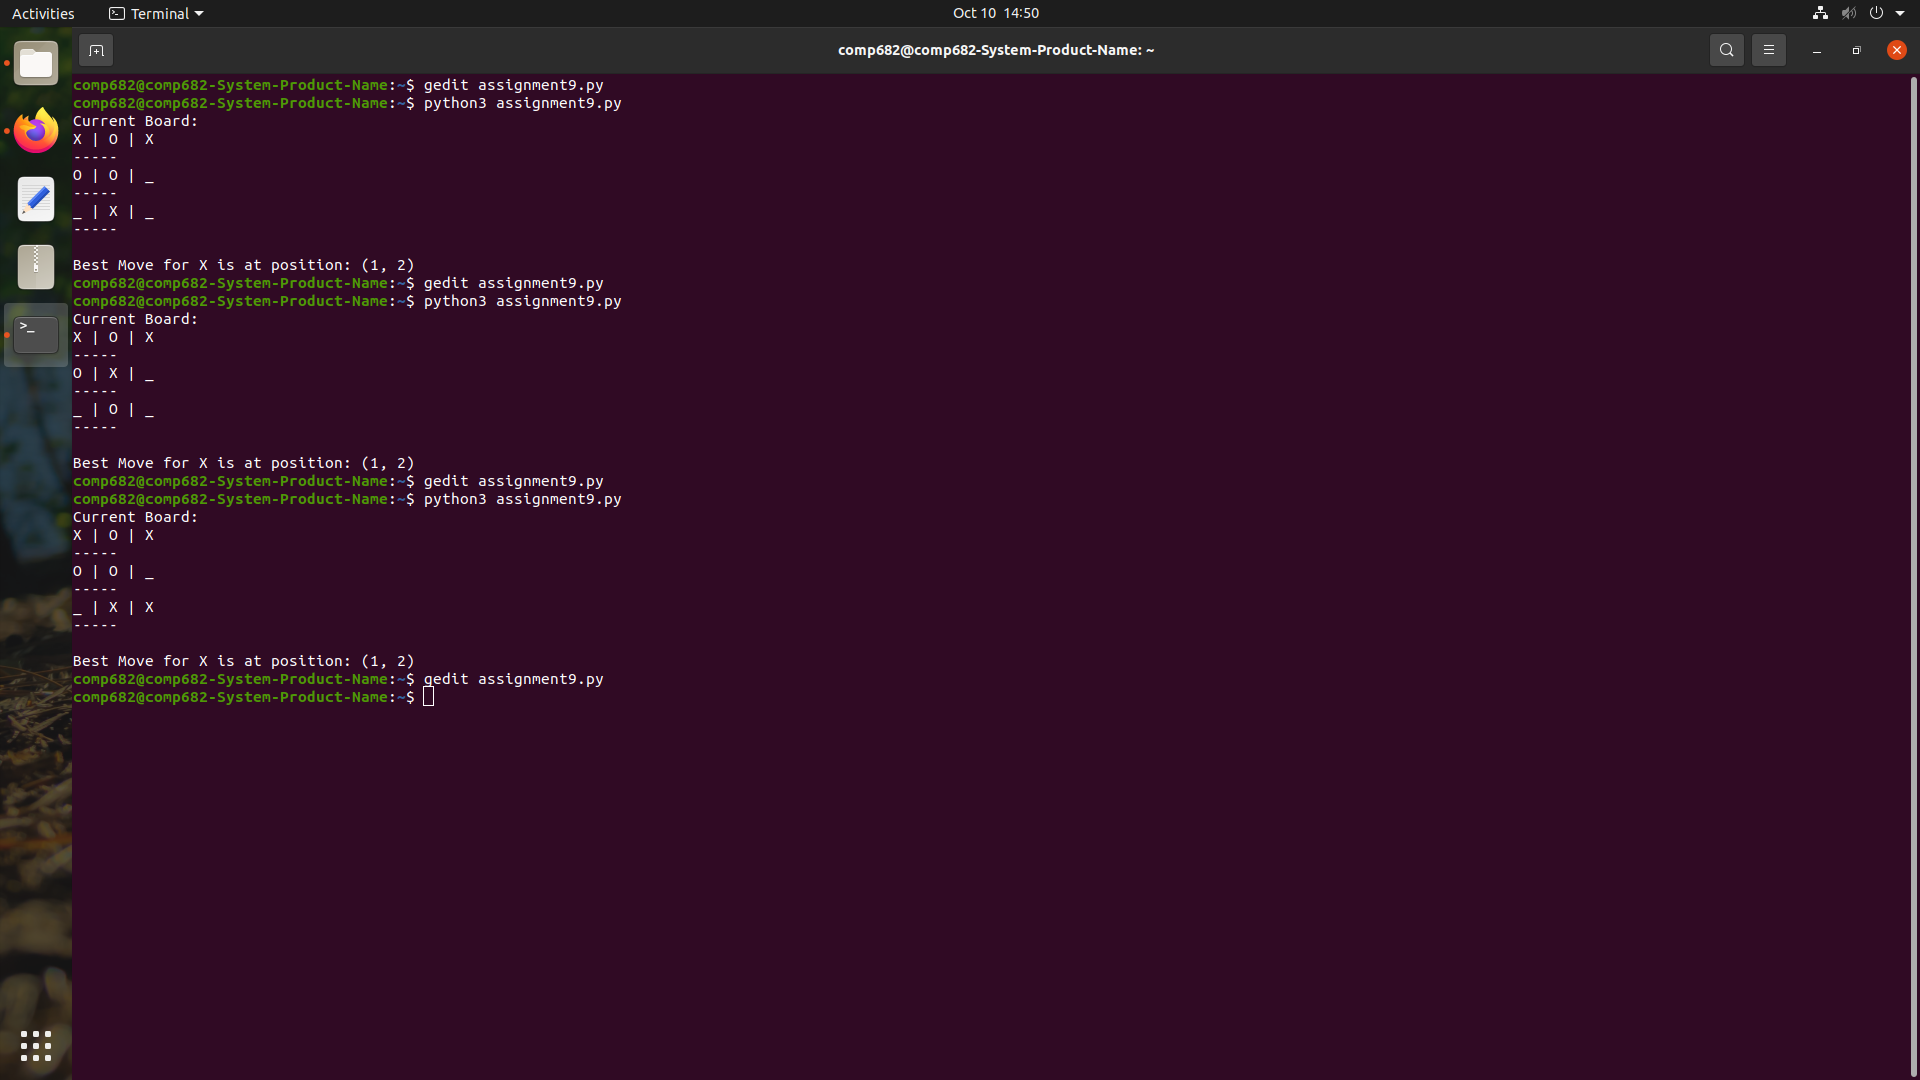 Activities
Terminal
Oct 10 14:50
comp682@comp682-System-Product-Name: ~
comp682@comp682-System-Product-Name:~$ gedit assignment9.py
comp682@comp682-System-Product-Name:~$ python3 assignment9.py
Current Board:
X | O | X
-----
O | O | _
-----
_ | X | _
-----
Best Move for X is at position: (1, 2)
comp682@comp682-System-Product-Name:~$ gedit assignment9.py
comp682@comp682-System-Product-Name:~$ python3 assignment9.py
Current Board:
X | O | X
-----
O | X | _
-----
_ | O | _
-----
Best Move for X is at position: (1, 2)
comp682@comp682-System-Product-Name:~$ gedit assignment9.py
comp682@comp682-System-Product-Name:~$ python3 assignment9.py
Current Board:
X | O | X
-----
O | O | _
-----
_ | X | X
-----
Best Move for X is at position: (1, 2)
comp682@comp682-System-Product-Name:~$ gedit assignment9.py
comp682@comp682-System-Product-Name:~$